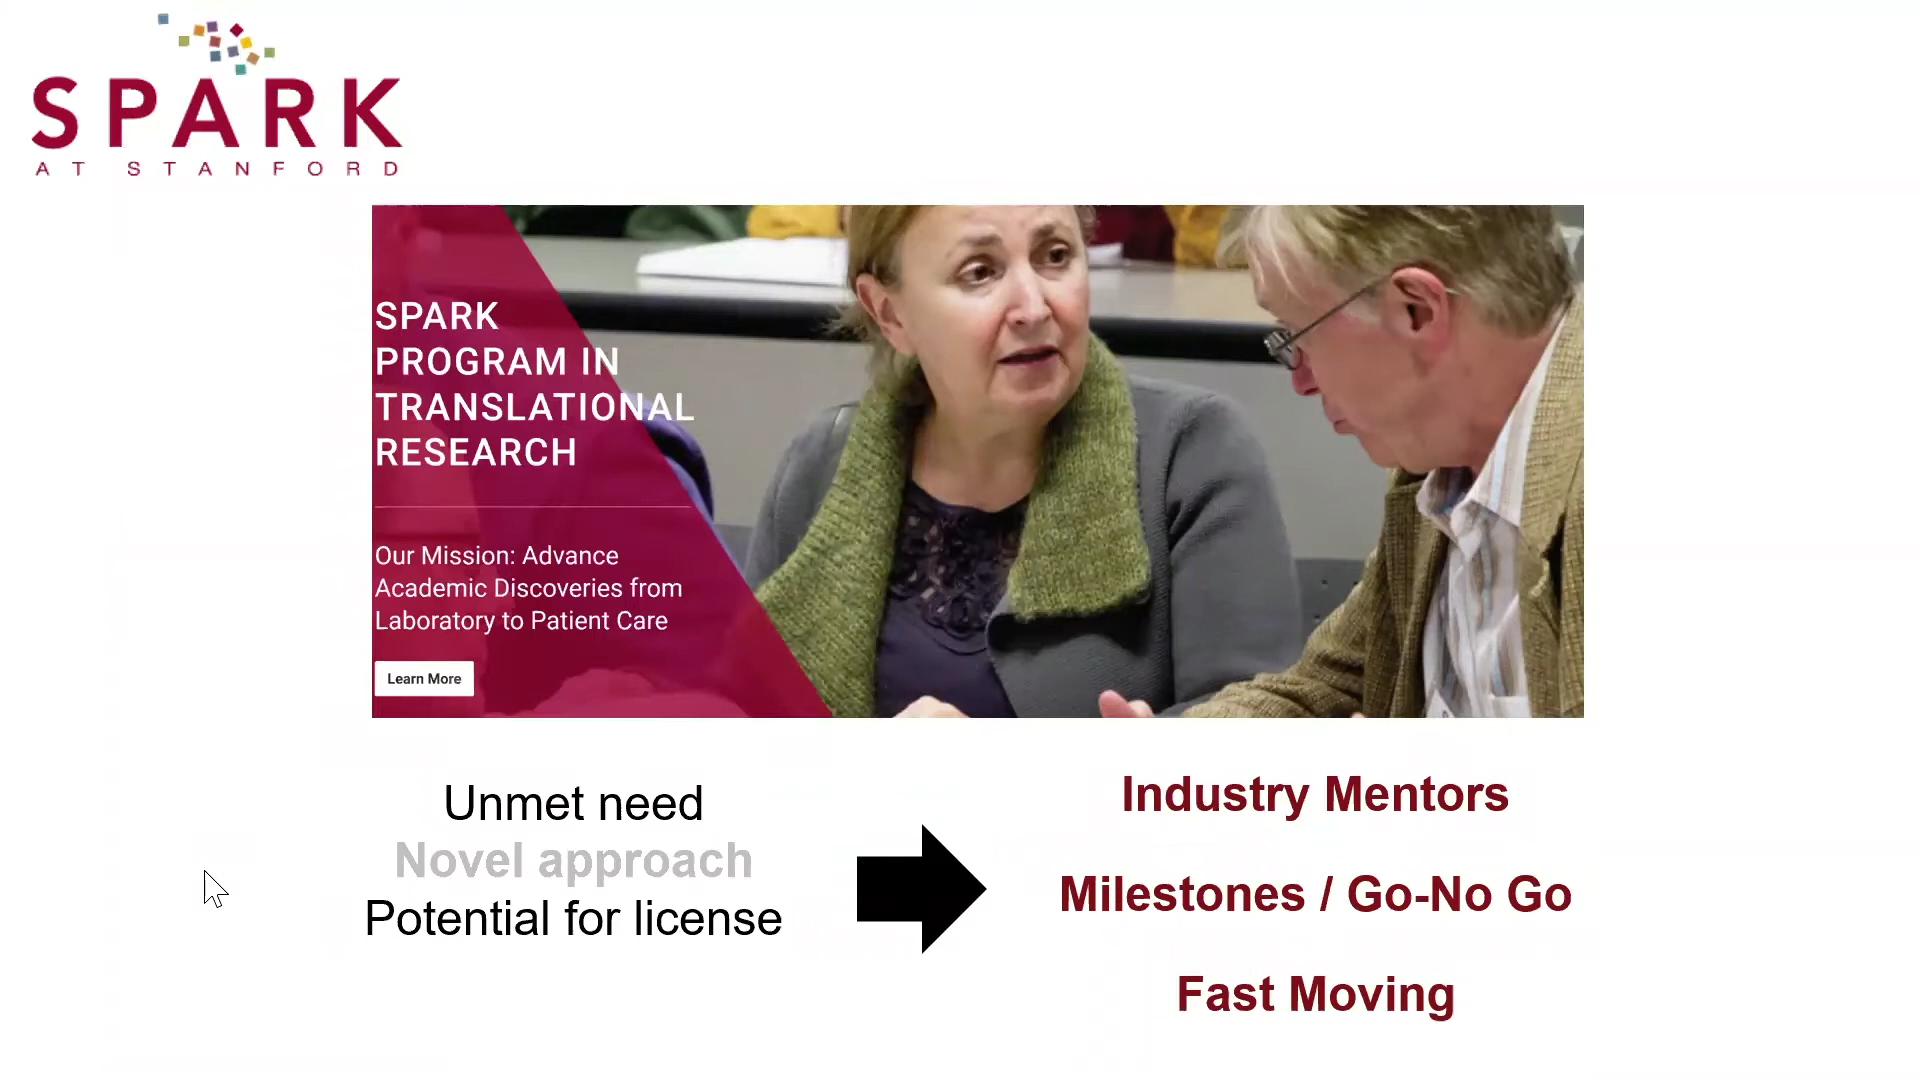 SPARK
AT STANFORD
SPARK
PROGRAM IN
TRANSLATIONAL
RESEARCH
Our Mission: Advance
Academic Discoveries from
Laboratory to Patient Care
Learn More
Unmet need
Novel approach
Potential for license
Industry Mentors
Milestones / Go-No Go
Fast Moving